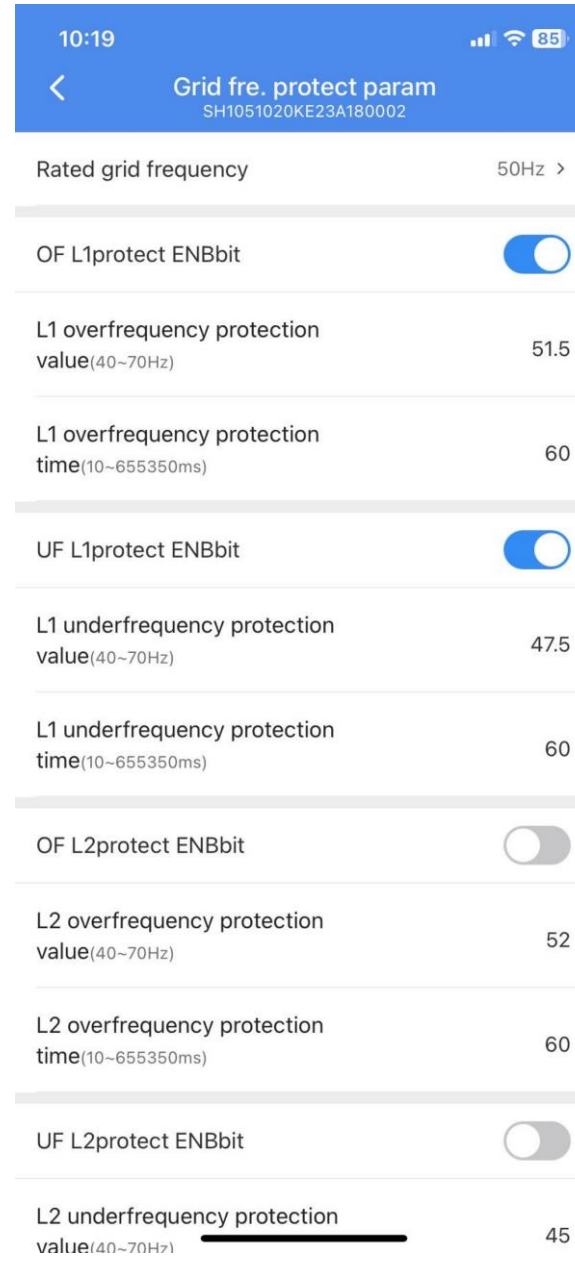 10:19
85
Grid fre. protect param
SH1051020KE23A180002
Rated grid frequency 50Hz >
OF L1protect ENBbit
L1 overfrequency protection
value(40~70Hz) 51.5
L1 overfrequency protection
time(10~655350ms) 60
UF L1protect ENBbit
L1 underfrequency protection
value(40~70Hz) 47.5
L1 underfrequency protection
time(10~655350ms) 60
OF L2protect ENBbit
L2 overfrequency protection
value(40~70Hz) 52
L2 overfrequency protection
time(10~655350ms) 60
UF L2protect ENBbit
L2 underfrequency protection
value(40~70Hz) 45